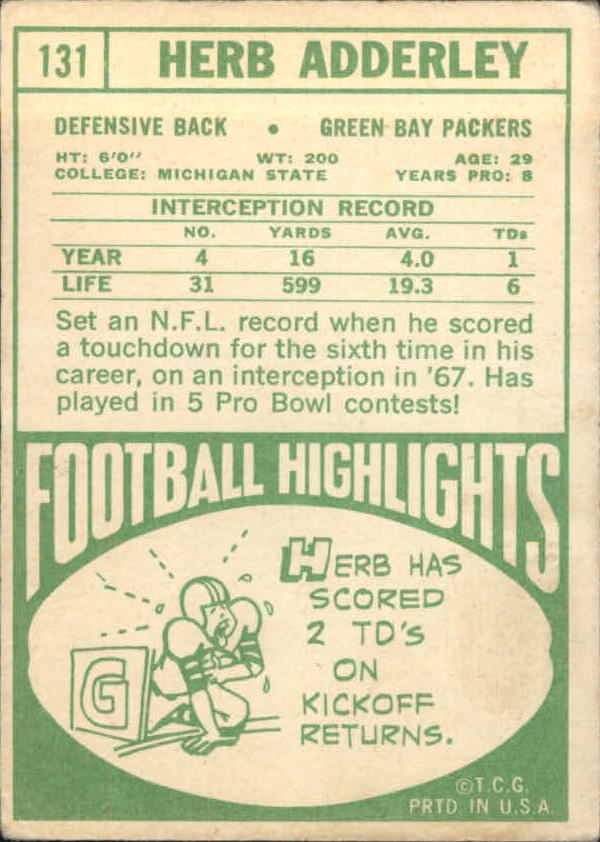 131 HERB ADDERLEY
DEFENSIVE BACK • GREEN BAY PACKERS
HT: 6'0" WT: 200 AGE: 29
COLLEGE: MICHIGAN STATE YEARS PRO: 8
INTERCEPTION RECORD
NO. YARDS AVG. TDs
YEAR 4 16 4.0 1
LIFE 31 599 19.3 6
Set an N.F.L. record when he scored
a touchdown for the sixth time in his
career, on an interception in '67. Has
played in 5 Pro Bowl contests!
FOOTBALL HIGHLIGHTS
HERB HAS
SCORED
2 TD'S
ON
KICKOFF
RETURNS.
G
©T.C.G.
PRTD. IN U.S.A.